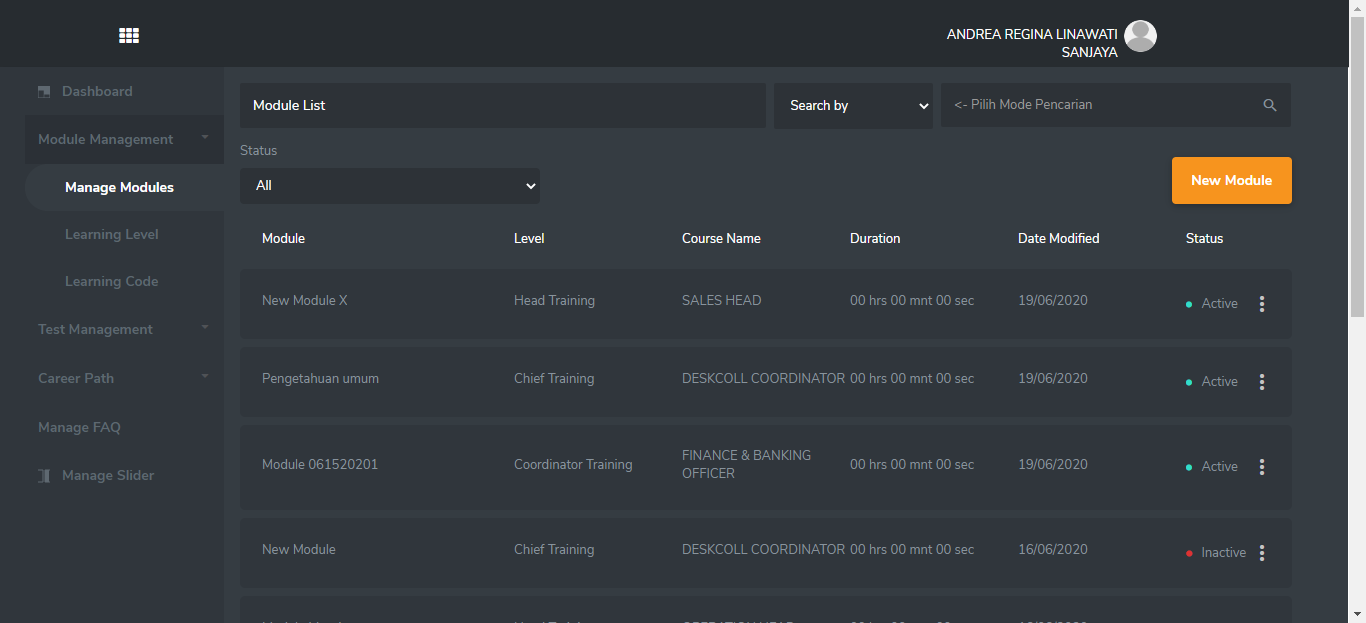 ANDREA REGINA LINAWATI
SANJAYA
Dashboard
Module Management
Manage Modules
Learning Level
Learning Code
Test Management
Career Path
Manage FAQ
Manage Slider
Module List
Search by
<- Pilih Mode Pencarian
Status
All
New Module
Module Level Course Name Duration Date Modified Status
New Module X Head Training SALES HEAD 00 hrs 00 mnt 00 sec 19/06/2020 Active
Pengetahuan umum Chief Training DESKCOLL COORDINATOR 00 hrs 00 mnt 00 sec 19/06/2020 Active
Module 061520201 Coordinator Training FINANCE & BANKING OFFICER 00 hrs 00 mnt 00 sec 19/06/2020 Active
New Module Chief Training DESKCOLL COORDINATOR 00 hrs 00 mnt 00 sec 16/06/2020 Inactive